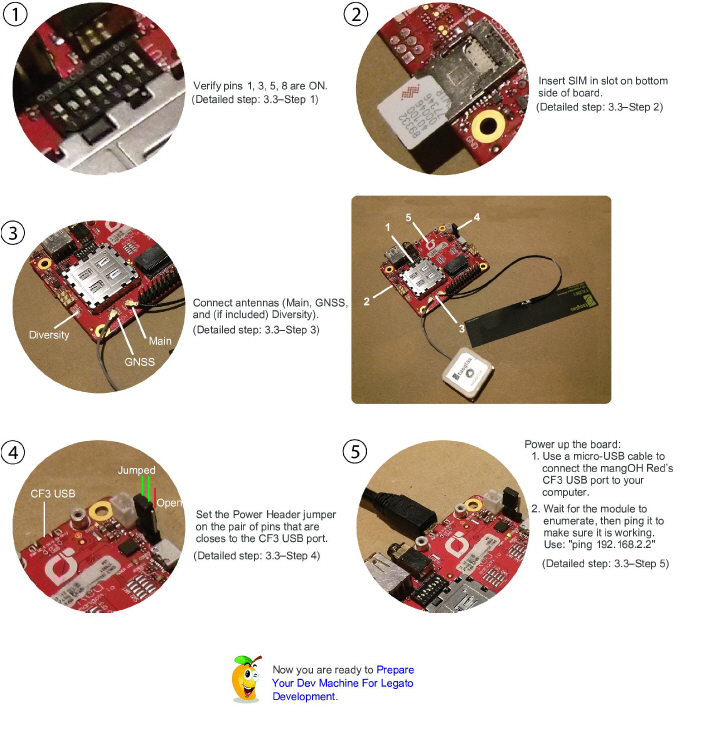 1
ON
Verify pins 1, 3, 5, 8 are ON.
(Detailed step: 3.3–Step 1)
2
89332
40100
00046
77346
GND
Insert SIM in slot on bottom
side of board.
(Detailed step: 3.3–Step 2)
3
Diversity
Main
GNSS
Connect antennas (Main, GNSS,
and (if included) Diversity).
(Detailed step: 3.3–Step 3)
1
2
3
4
5
4
Jumped
CF3 USB
Open
Set the Power Header jumper
on the pair of pins that are
closes to the CF3 USB port.
(Detailed step: 3.3–Step 4)
5
Power up the board:
1. Use a micro-USB cable to
connect the mangOH Red's
CF3 USB port to your
computer.
2. Wait for the module to
enumerate, then ping it to
make sure it is working.
Use: "ping 192.168.2.2"
(Detailed step: 3.3–Step 5)
Now you are ready to Prepare
Your Dev Machine For Legato
Development.